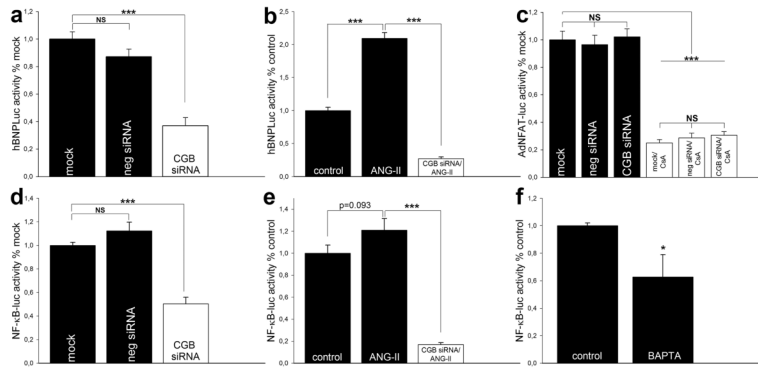 a
hBNPLuc activity % mock
1,2
1,0
0,8
0,6
0,4
0,2
0,0
***
NS
mock
neg siRNA
CGB
siRNA
b
hBNPLuc activity % control
2,5
2,0
1,5
1,0
0,5
0,0
***
***
control
ANG-II
CGB siRNA/
ANG-II
c
AdNFAT-luc activity % mock
1,2
1,0
0,8
0,6
0,4
0,2
0,0
NS
***
NS
mock
neg siRNA
CGB siRNA
mock/
CsA
neg siRNA/
CsA
CGB siRNA/
CsA
d
NF-κB-luc activity % mock
1,4
1,2
1,0
0,8
0,6
0,4
0,2
0,0
***
NS
mock
neg siRNA
CGB
siRNA
e
NF-κB-luc activity % control
1,4
1,2
1,0
0,8
0,6
0,4
0,2
0,0
p=0.093
***
control
ANG-II
CGB siRNA/
ANG-II
f
NF-κB-luc activity % control
1,2
1,0
0,8
0,6
0,4
0,2
0,0
*
control
BAPTA